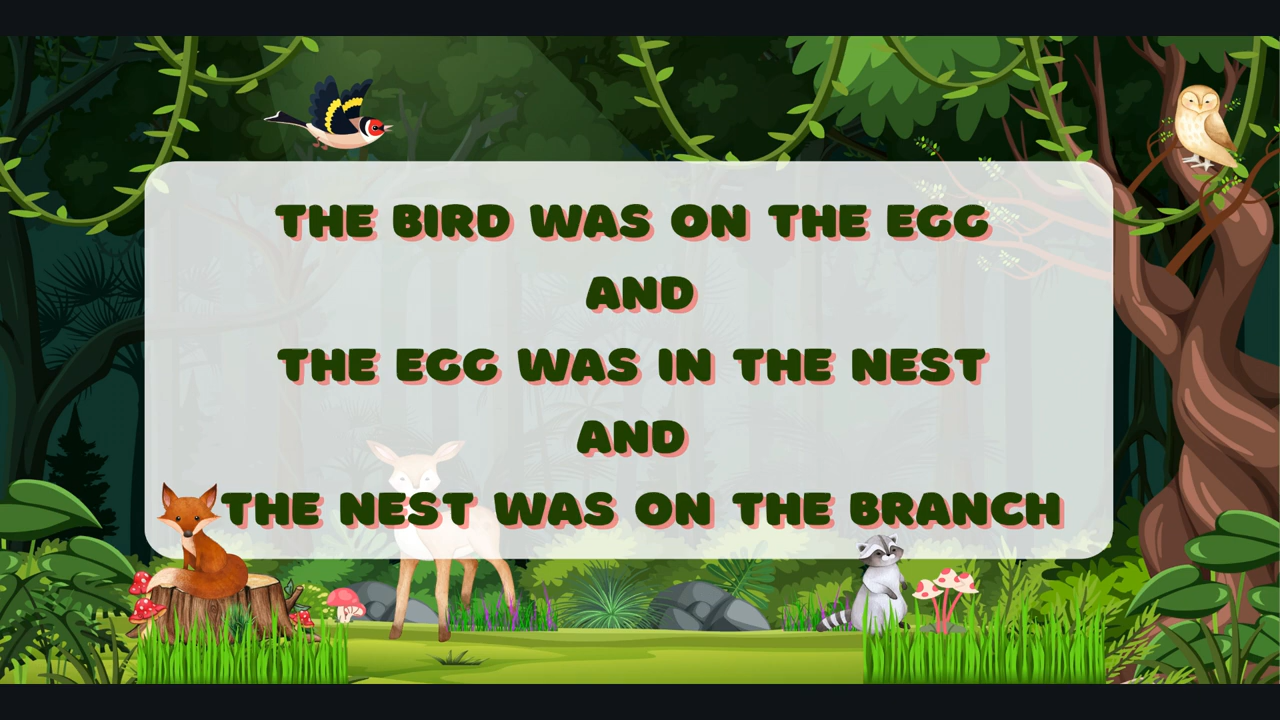 THE BIRD WAS ON THE EGG
AND
THE EGG WAS IN THE NEST
AND
THE NEST WAS ON THE BRANCH